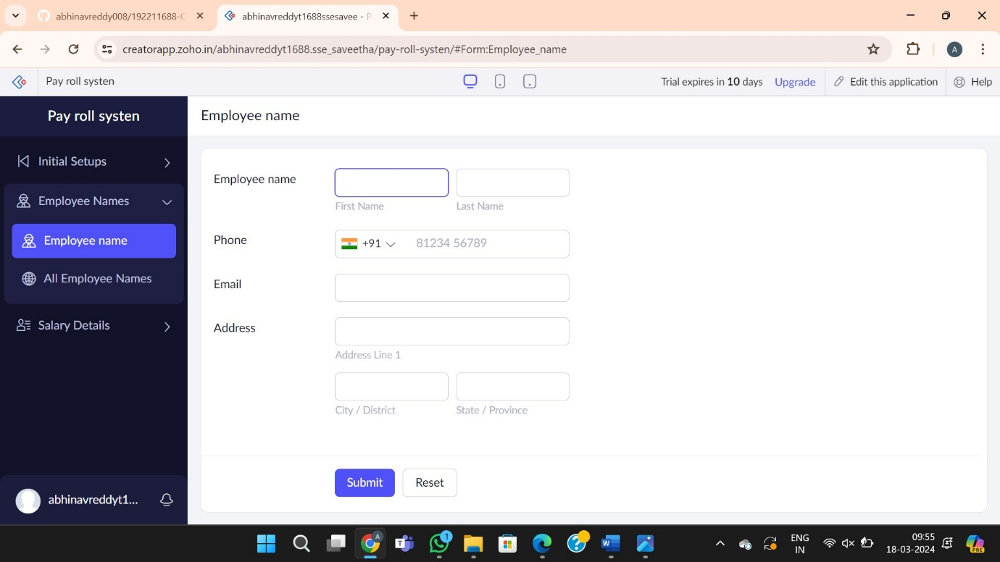 abhinavreddy008/192211688-C
abhinavreddyt1688ssesavee - P
creatorapp.zoho.in/abhinavreddyt1688.sse_saveetha/pay-roll-systen/#Form:Employee_name
A
Pay roll systen
Trial expires in 10 days Upgrade
Edit this application
Help
Pay roll systen
Employee name
Initial Setups
Employee Names
Employee name
All Employee Names
Salary Details
abhinavreddyt1...
Employee name
First Name
Last Name
Phone
+91
81234 56789
Email
Address
Address Line 1
City / District
State / Province
Submit
Reset
A
T
1
W
ENG
IN
09:55
18-03-2024
PRE